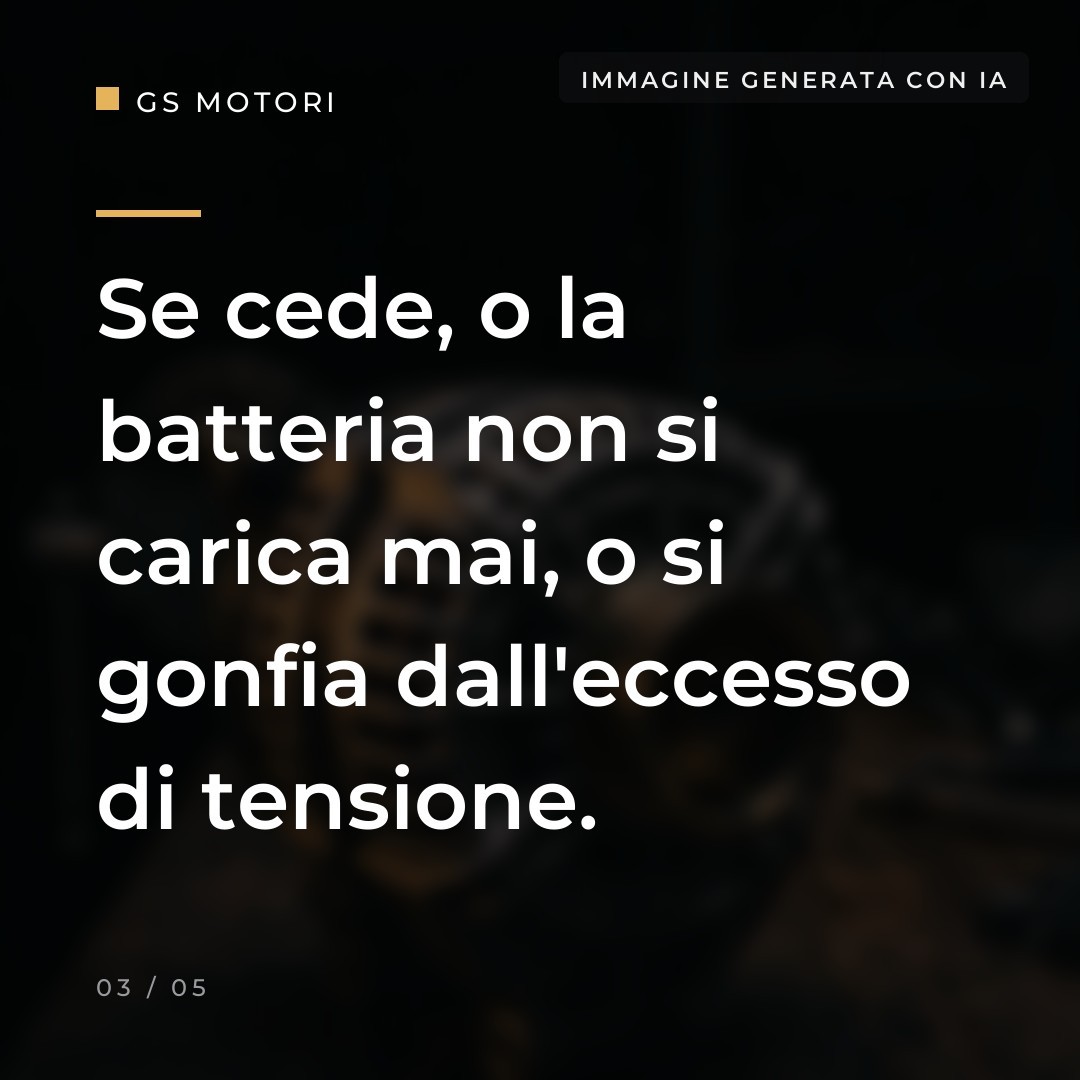 GS MOTORI
IMMAGINE GENERATA CON IA
Se cede, o la
batteria non si
carica mai, o si
gonfia dall'eccesso
di tensione.
03 / 05